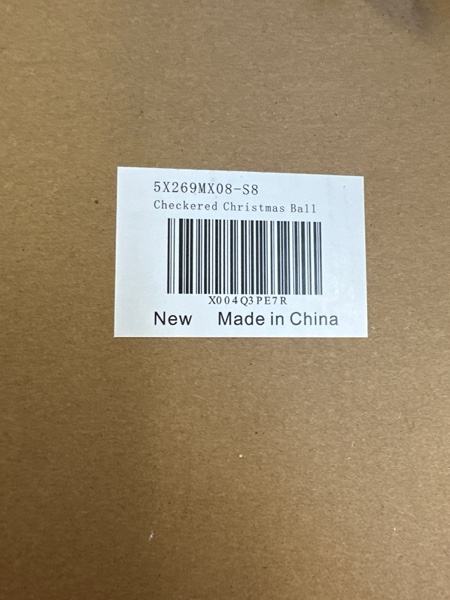 5X269MX08-S8
Checkered Christmas Ball
X004Q3PE7R
New Made in China